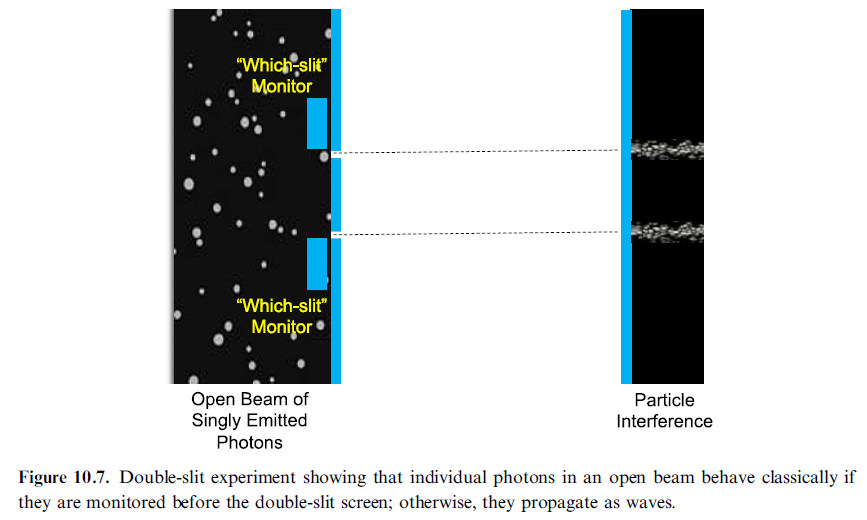 “Which-slit”
Monitor
“Which-slit”
Monitor
Open Beam of
Singly Emitted
Photons
Particle
Interference
Figure 10.7. Double-slit experiment showing that individual photons in an open beam behave classically if
they are monitored before the double-slit screen; otherwise, they propagate as waves.